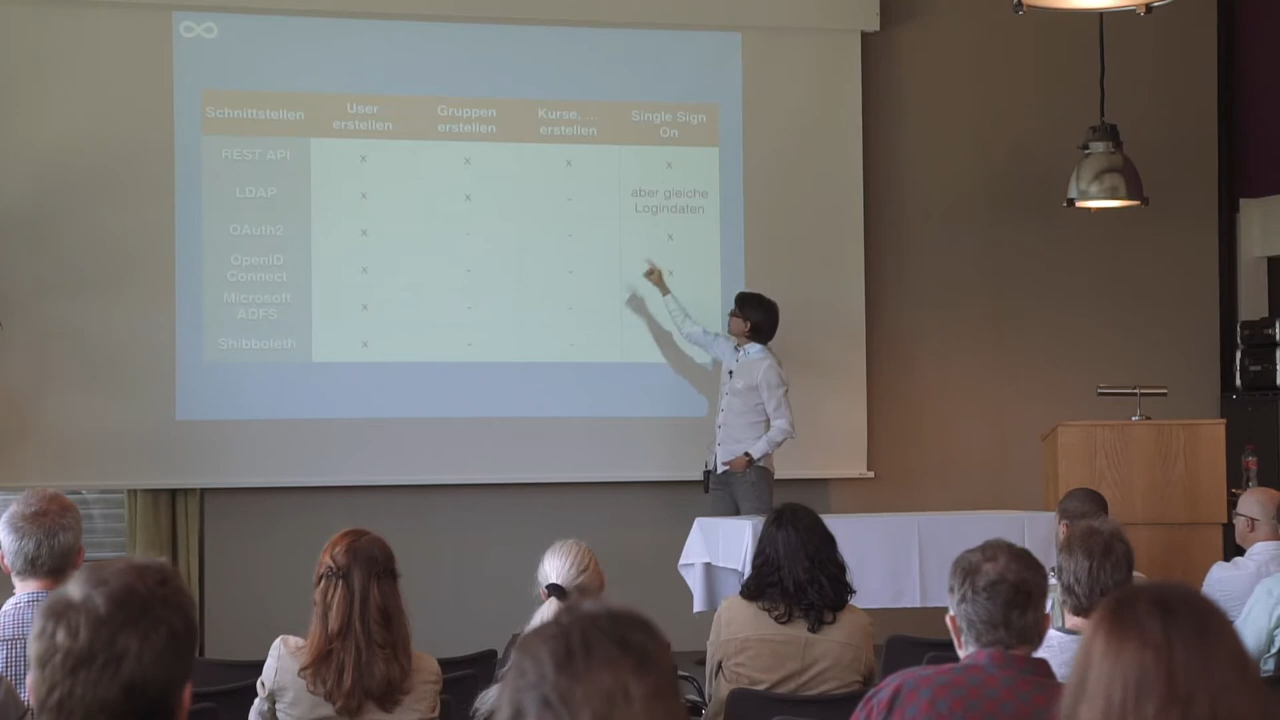 Schnittstellen User erstellen Gruppen erstellen Kurse, ... erstellen Single Sign On
REST API x x x x
LDAP x x - aber gleiche Logindaten
OAuth2 x - - x
OpenID Connect x - - x
Microsoft ADFS x - -
Shibboleth x - -